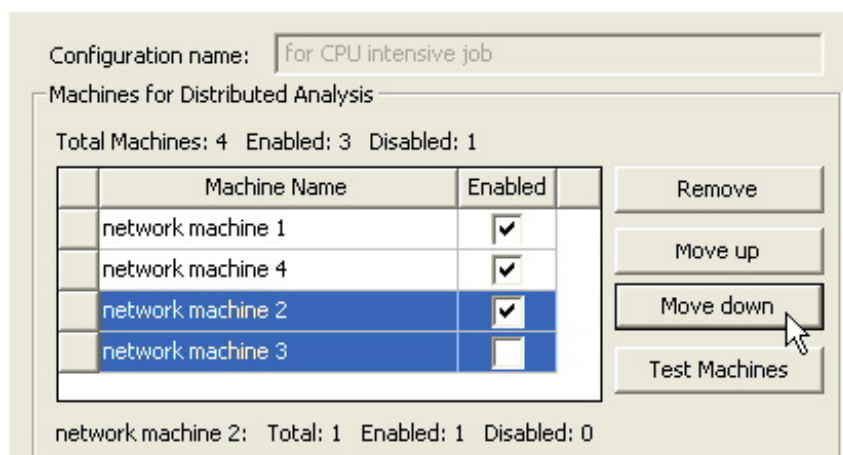 Configuration name: for CPU intensive job
Machines for Distributed Analysis
Total Machines: 4 Enabled: 3 Disabled: 1
Machine Name Enabled Remove
network machine 1
Move up
network machine 4
network machine 2 Move down
network machine 3
Test Machines
network machine 2: Total: 1 Enabled: 1 Disabled: 0